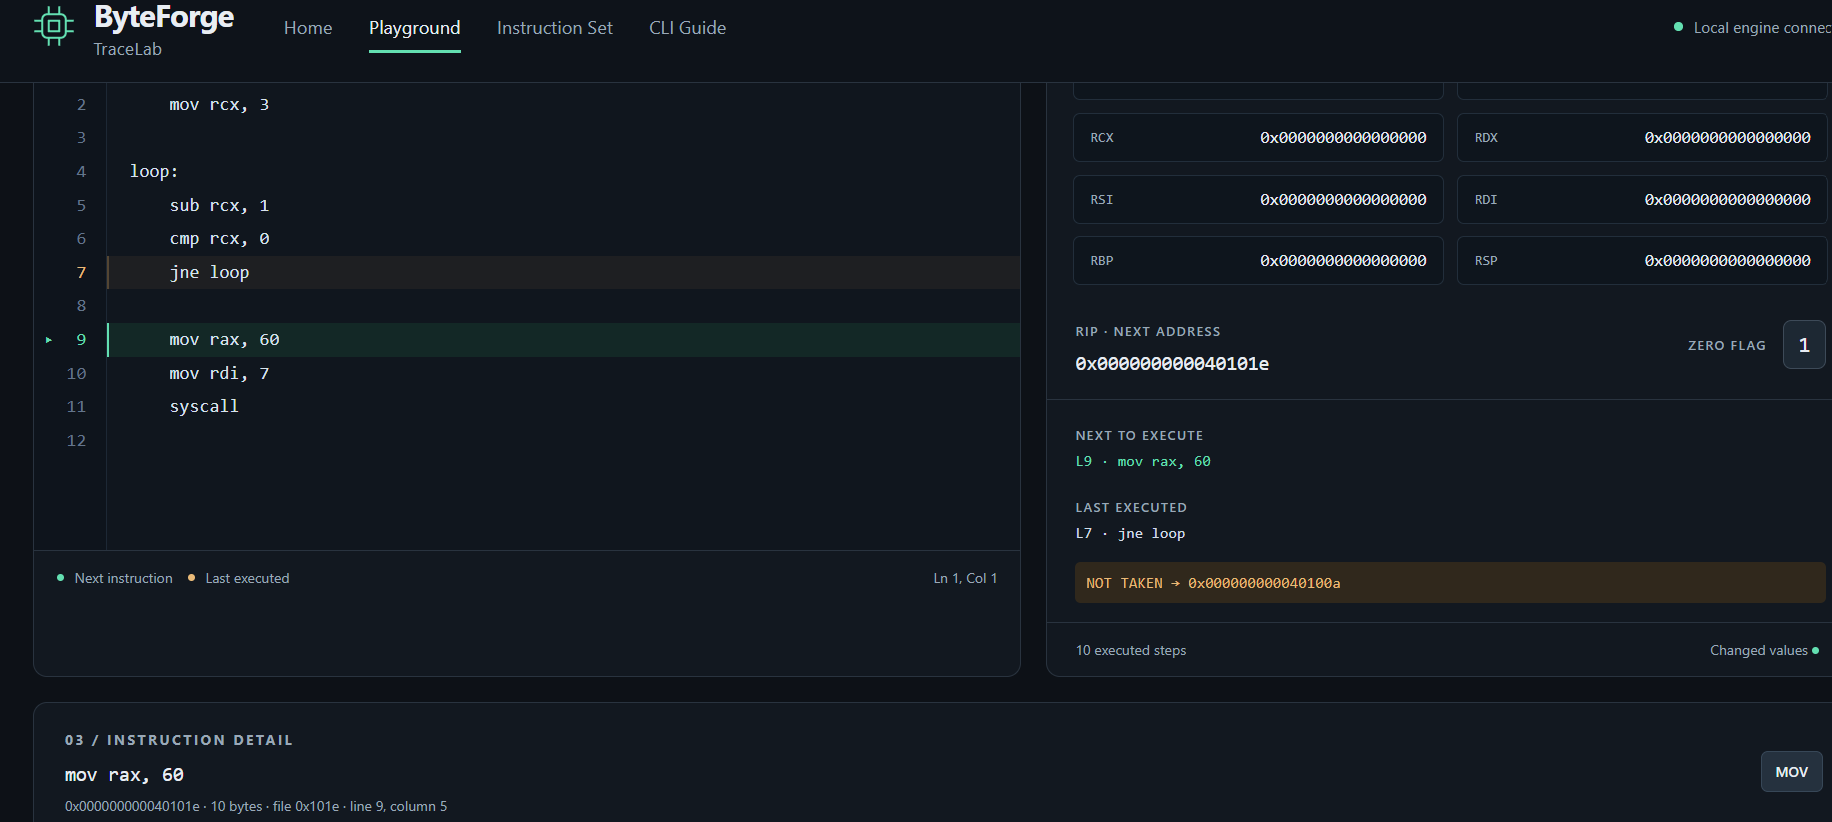 ByteForge
TraceLab
Home
Playground
Instruction Set
CLI Guide
Local engine connec
2 mov rcx, 3
3
4 loop:
5 sub rcx, 1
6 cmp rcx, 0
7 jne loop
8
9 mov rax, 60
10 mov rdi, 7
11 syscall
12
Next instruction
Last executed
Ln 1, Col 1
RCX 0x0000000000000000
RDX 0x0000000000000000
RSI 0x0000000000000000
RDI 0x0000000000000000
RBP 0x0000000000000000
RSP 0x0000000000000000
RIP · NEXT ADDRESS
0x000000000040101e
ZERO FLAG 1
NEXT TO EXECUTE
L9 · mov rax, 60
LAST EXECUTED
L7 · jne loop
NOT TAKEN → 0x000000000040100a
10 executed steps
Changed values
03 / INSTRUCTION DETAIL
mov rax, 60
0x000000000040101e · 10 bytes · file 0x101e · line 9, column 5
MOV